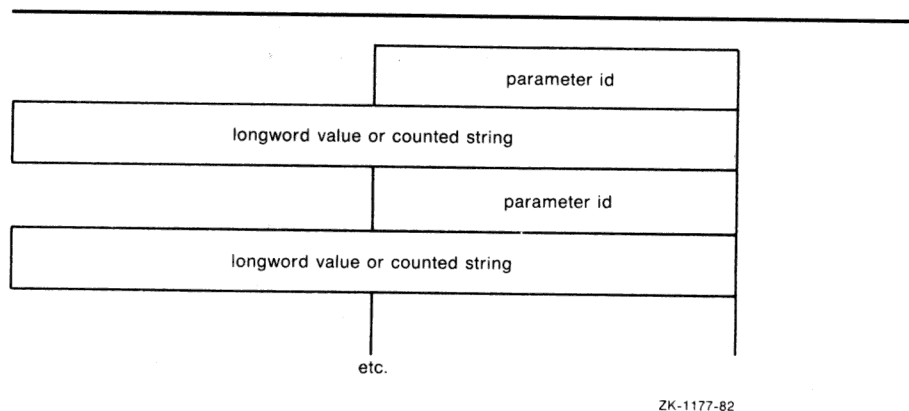 parameter id
longword value or counted string
parameter id
longword value or counted string
etc.
ZK-1177-82